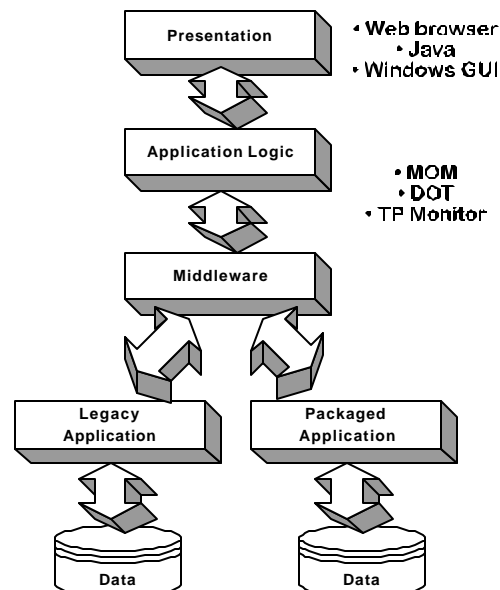 Presentation
• Web browser
• Java
• Windows GUI
Application Logic
• MOM
• DOT
• TP Monitor
Middleware
Legacy
Application
Packaged
Application
Data
Data